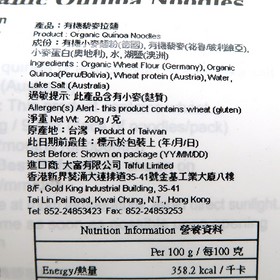 Organic Quinoa Noodles
產品：有機藜麥拉麵
Product : Organic Quinoa Noodles
成份：有機小麥麵粉(德國), 有機藜麥(祕魯/玻利維亞),
小麥蛋白(奧地利), 水, 湖鹽(澳洲)
Ingredient : Organic Wheat Flour (Germany), Organic
Quinoa(Peru/Bolivia), Wheat protein (Austria), Water,
Lake Salt (Australia)
過敏提示: 此產品含有小麥(麩質)
Allergen(s) Alert - this product contains wheat (gluten)
淨重 Net Wt: 280g / 克
原產地：台灣 Product of Taiwan
此日期前最佳：標示於包裝上 (年/月/日)
Best Before: Shown on package (YY/MM/DD)
進口商: 大富有限公司 Taiful Limited
香港新界葵涌大連排道35-41號金基工業大廈八樓
8/F, Gold King Industrial Building, 35-41
Tai Lin Pai Road, Kwai Chung, N.T., Hong Kong
Tel: 852-24853423 Fax: 852-24853253
Nutrition Information 營養資料
Per 100 g / 每100 克
Energy/熱量 358.2 kcal / 千卡